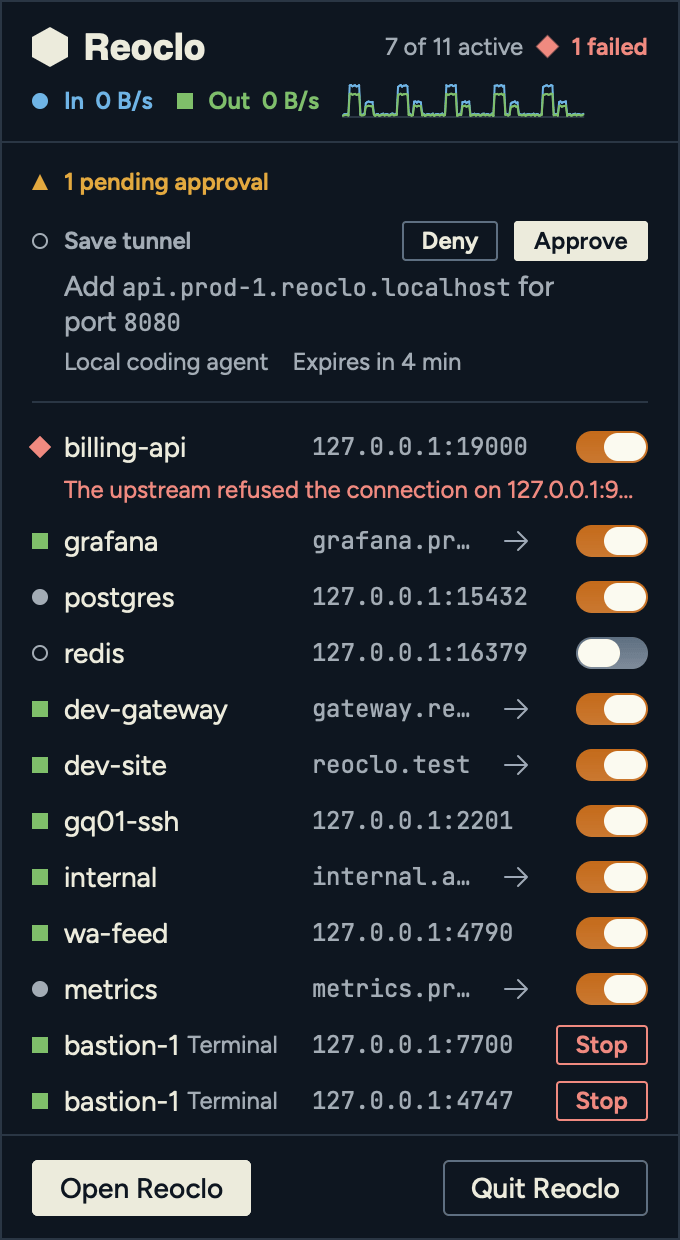 Reoclo
7 of 11 active 1 failed
In 0 B/s Out 0 B/s
1 pending approval
Save tunnel Deny Approve
Add api.prod-1.reoclo.localhost for
port 8080
Local coding agent Expires in 4 min
billing-api 127.0.0.1:19000
The upstream refused the connection on 127.0.0.1:9…
grafana grafana.pr… →
postgres 127.0.0.1:15432
redis 127.0.0.1:16379
dev-gateway gateway.re… →
dev-site reoclo.test →
gq01-ssh 127.0.0.1:2201
internal internal.a… →
wa-feed 127.0.0.1:4790
metrics metrics.pr… →
bastion-1 Terminal 127.0.0.1:7700 Stop
bastion-1 Terminal 127.0.0.1:4747 Stop
Open Reoclo Quit Reoclo